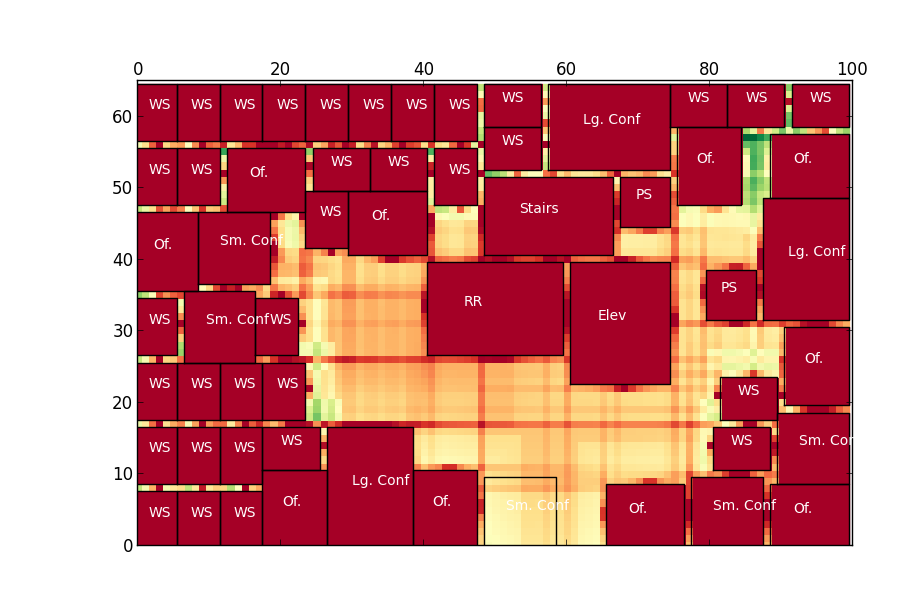 0 20 40 60 80 100
60
50
40
30
20
10
0
WS WS WS WS WS WS WS WS WS Lg. Conf WS WS WS
WS
WS WS Of. WS WS WS Of. Of.
WS Of. Stairs PS
Of. Sm. Conf Lg. Conf
RR Elev PS
WS Sm. Conf WS
Of.
WS WS WS WS WS
WS WS WS WS WS Sm. Con
Lg. Conf
WS WS WS Of. Of. Sm. Conf Of. Sm. Conf Of.